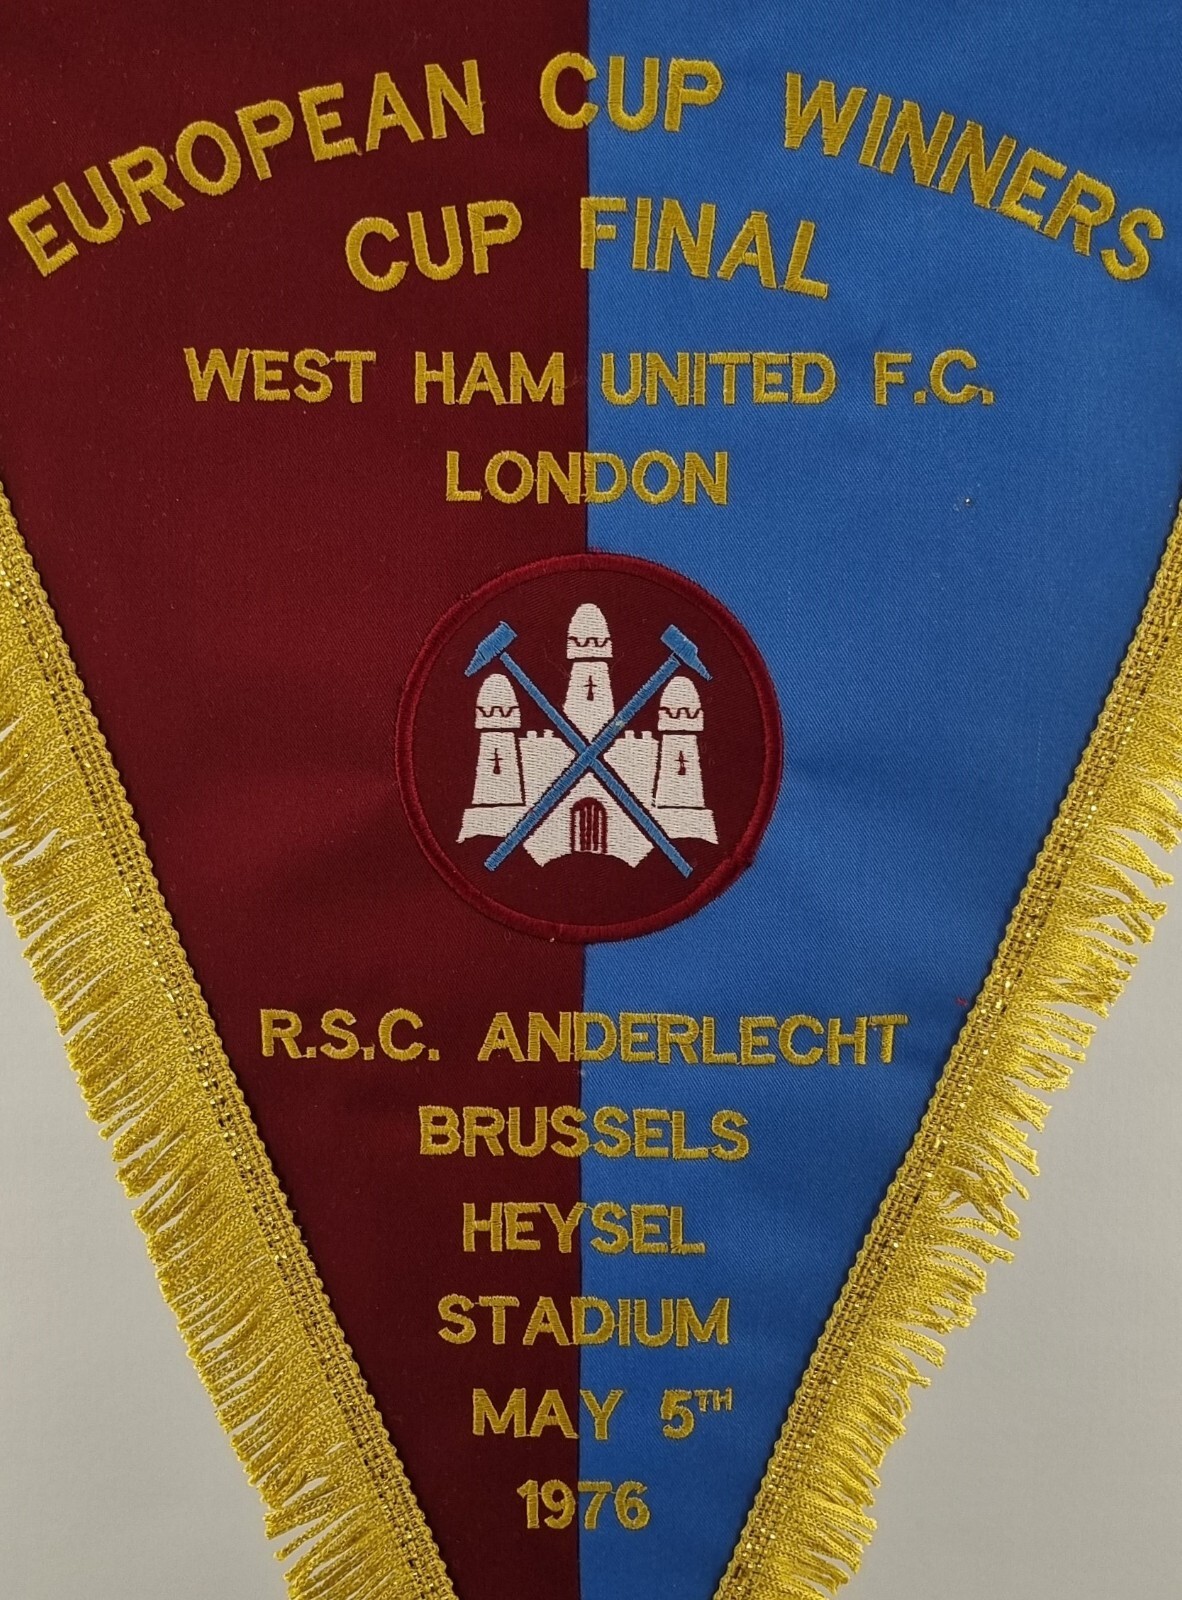 EUROPEAN CUP WINNERS
CUP FINAL
WEST HAM UNITED F.C.
LONDON
R.S.C. ANDERLECHT
BRUSSELS
HEYSEL
STADIUM
MAY 5TH
1976